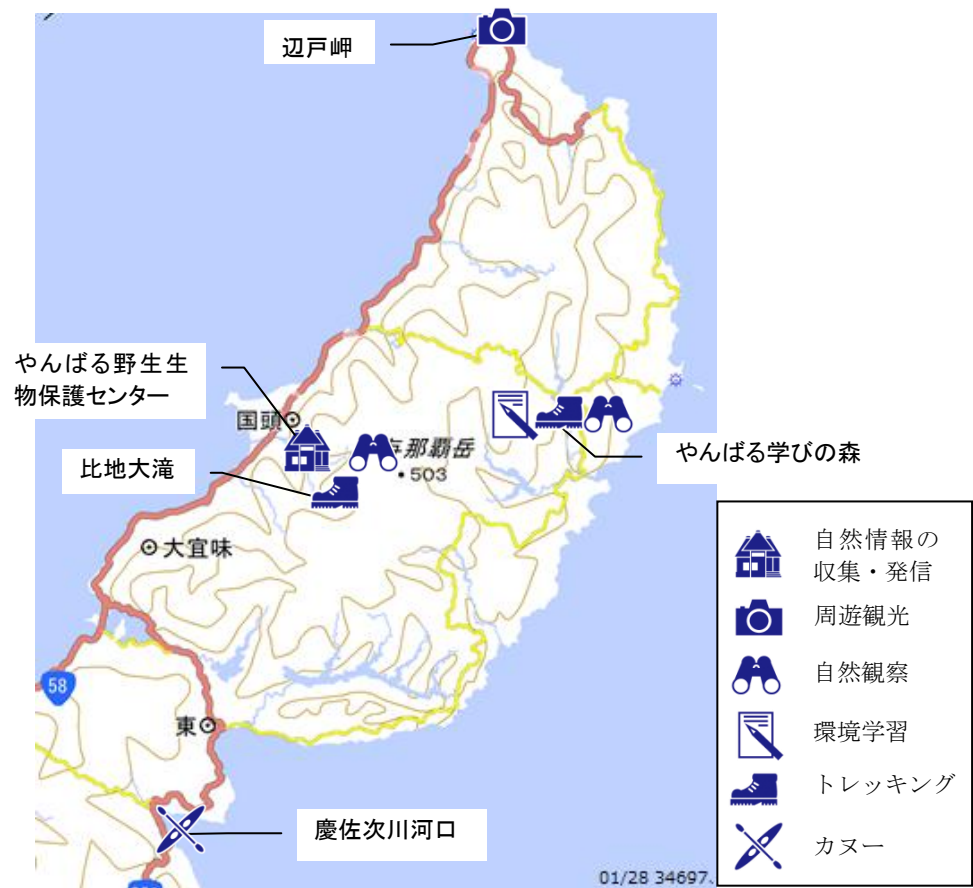 辺戸岬
やんばる野生生
物保護センター
国頭
那覇岳
・503
比地大滝
やんばる学びの森
大宜味
58
東
慶佐次川河口
01/28 34697.
自然情報の
収集・発信
周遊観光
自然観察
環境学習
トレッキング
カヌー